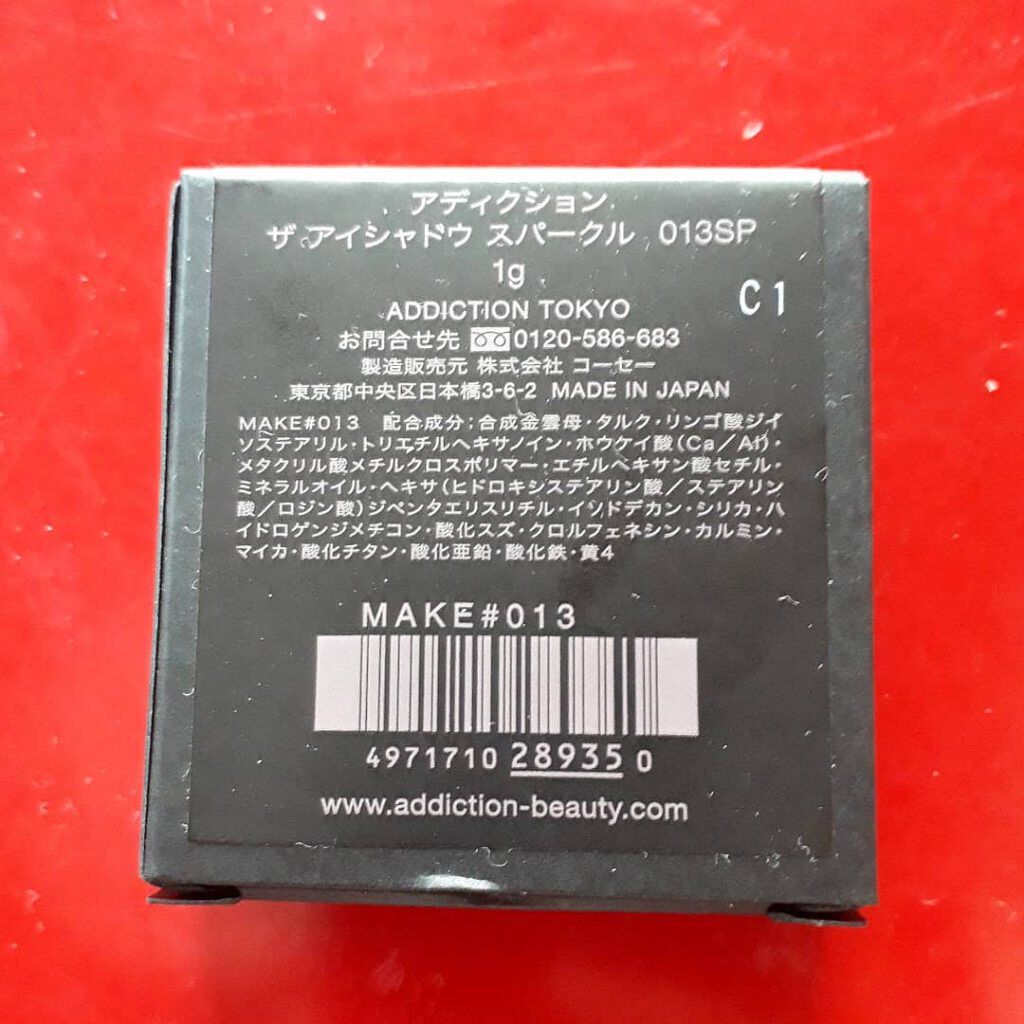 アディクション
ザ アイシャドウ スパークル 013SP
1g
C1
ADDICTION TOKYO
お問合せ先 0120-586-683
製造販売元 株式会社 コーセー
東京都中央区日本橋3-6-2 MADE IN JAPAN
MAKE#013 配合成分:合成金雲母・タルク・リンゴ酸ジイ
ソステアリル・トリエチルヘキサノイン・ホウケイ酸(Ca/Al)・
メタクリル酸メチルクロスポリマー・エチルヘキサン酸セチル・
ミネラルオイル・ヘキサ(ヒドロキシステアリン酸/ステアリン
酸/ロジン酸)ジペンタエリスリチル・イソドデカン・シリカ・ハ
イドロゲンジメチコン・酸化スズ・クロルフェネシン・カルミン・
マイカ・酸化チタン・酸化亜鉛・酸化鉄・黄4
MAKE#013
4971710 28935 0
www.addiction-beauty.com